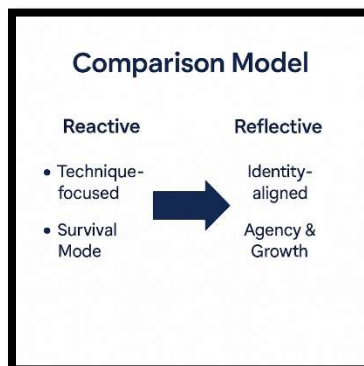 Comparison Model
Reactive
• Technique-
focused
• Survival
Mode
Reflective
Identity-
aligned
Agency &
Growth